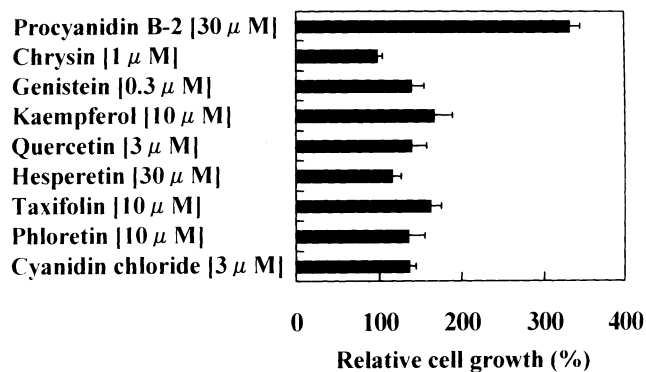 Procyanidin B-2 [30 μ M]
Chrysin [1 μ M]
Genistein [0.3 μ M]
Kaempferol [10 μ M]
Quercetin [3 μ M]
Hesperetin [30 μ M]
Taxifolin [10 μ M]
Phloretin [10 μ M]
Cyanidin chloride [3 μ M]
0 100 200 300 400
Relative cell growth (%)